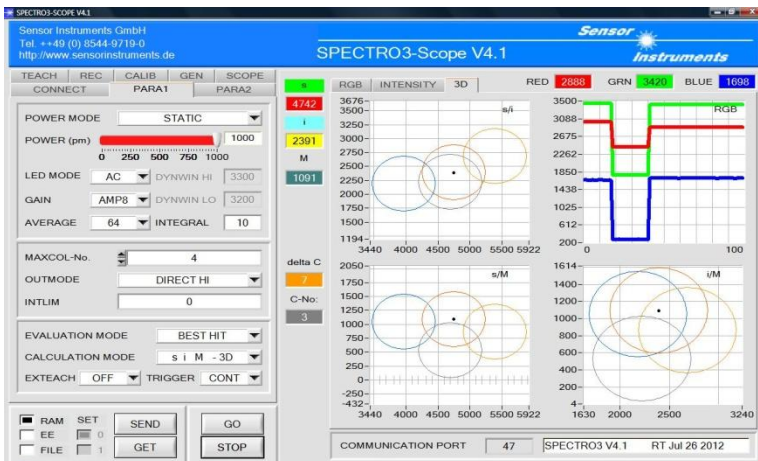 SPECTRO3-SCOPE V4.1
Sensor Instruments GmbH
Tel. ++49 (0) 8544-9719-0
http://www.sensorinstruments.de
SPECTRO3-Scope V4.1
Sensor
Instruments
TEACH REC CALIB GEN SCOPE
CONNECT PARA1 PARA2
POWER MODE STATIC
POWER (pm) 1000
0 250 500 750 1000
LED MODE AC DYNWIN HI 3300
GAIN AMP8 DYNWIN LO 3200
AVERAGE 64 INTEGRAL 10
MAXCOL-No. 4
OUTMODE DIRECT HI
INTLIM 0
EVALUATION MODE BEST HIT
CALCULATION MODE s i M - 3D
EXTEACH OFF TRIGGER CONT
RAM SET SEND GO
EE 0
FILE 1 GET STOP
s
4742
i
2391
M
1091
delta C
7
C-No:
3
RGB INTENSITY 3D
RED 2888 GRN 3420 BLUE 1698
s/i
3676
3500
3250
3000
2750
2500
2250
2000
1750
1500
1194
3440 4000 4500 5000 5500 5922
RGB
3500
3088
2675
2262
1850
1438
1025
612
200
0 100
s/M
2050
1750
1500
1250
1000
750
500
250
0
-250
-432
3440 4000 4500 5000 5500 5922
i/M
1614
1400
1200
1000
800
600
400
200
4
1630 2000 2500 3240
COMMUNICATION PORT 47 SPECTRO3 V4.1 RT Jul 26 2012